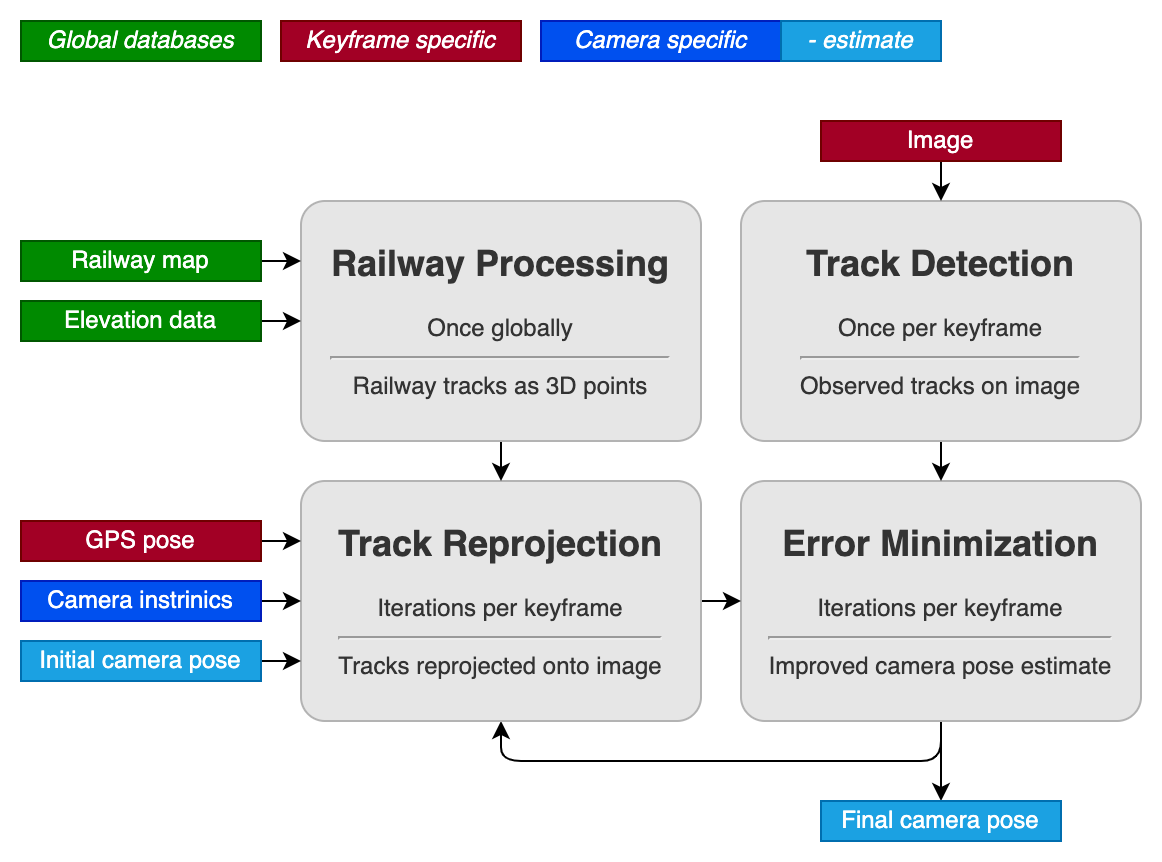 Global databases
Keyframe specific
Camera specific
- estimate
Image
Railway map
Elevation data
Railway Processing
Once globally
Railway tracks as 3D points
Track Detection
Once per keyframe
Observed tracks on image
GPS pose
Camera instrinics
Initial camera pose
Track Reprojection
Iterations per keyframe
Tracks reprojected onto image
Error Minimization
Iterations per keyframe
Improved camera pose estimate
Final camera pose